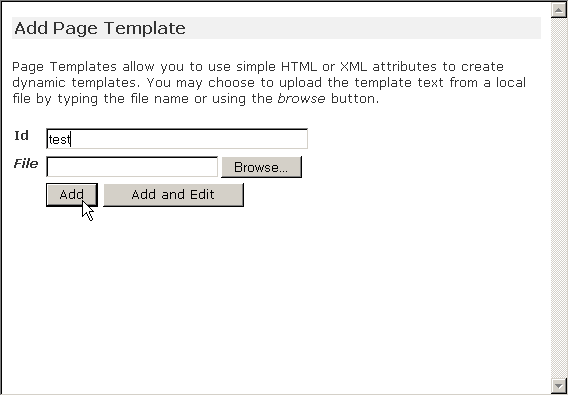 Add Page Template
Page Templates allow you to use simple HTML or XML attributes to create
dynamic templates. You may choose to upload the template text from a local
file by typing the file name or using the browse button.
Id test
File Browse...
Add Add and Edit